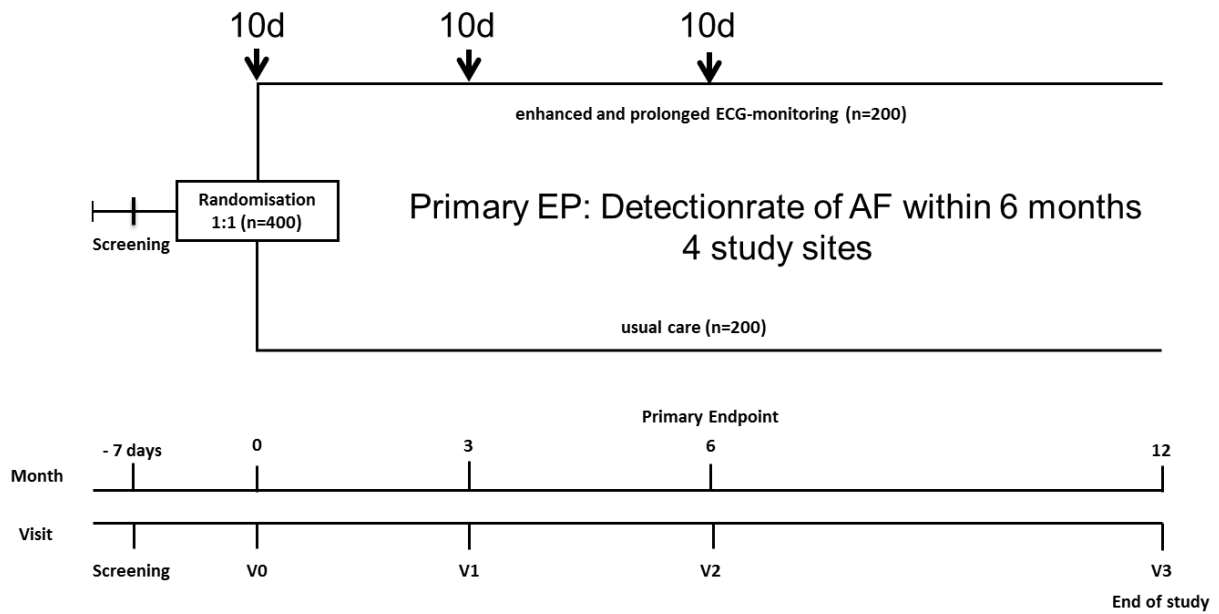 10d 10d 10d
enhanced and prolonged ECG-monitoring (n=200)
Randomisation
1:1 (n=400)
Screening
Primary EP: Detectionrate of AF within 6 months
4 study sites
usual care (n=200)
Primary Endpoint
- 7 days 0 3 6 12
Month
Visit
Screening V0 V1 V2 V3
End of study